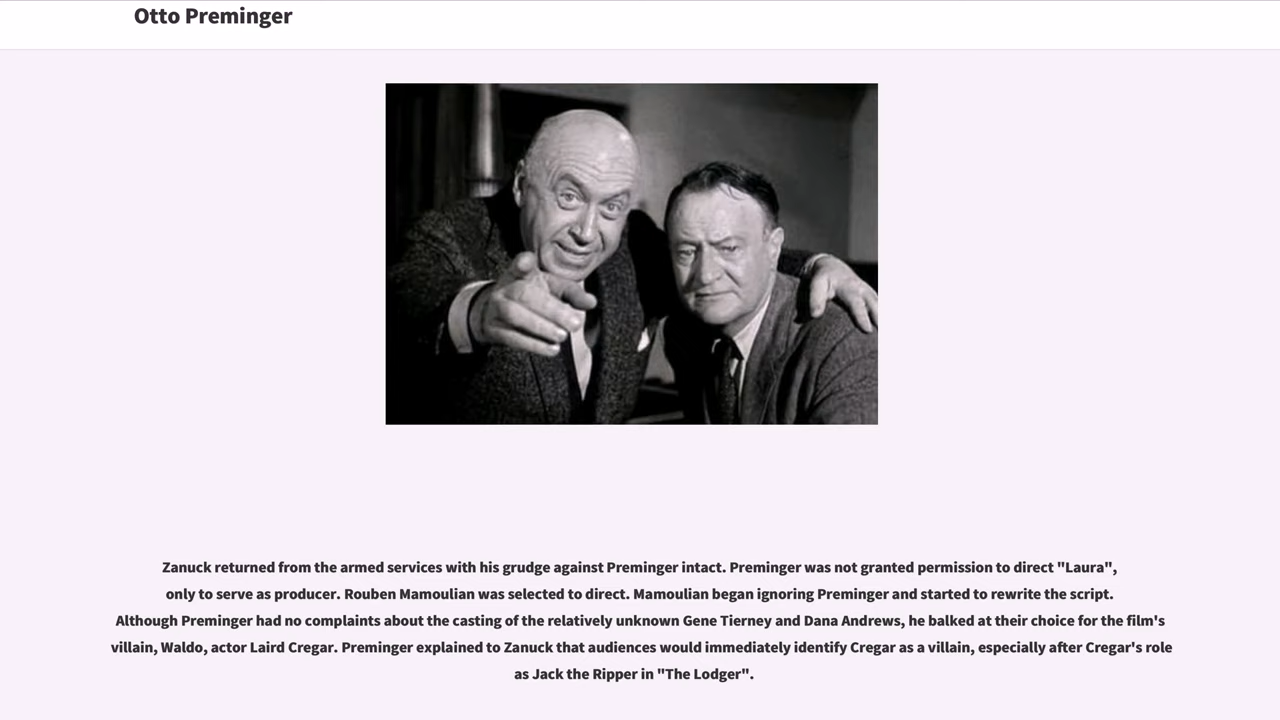 Otto Preminger
Zanuck returned from the armed services with his grudge against Preminger intact. Preminger was not granted permission to direct "Laura",
only to serve as producer. Rouben Mamoulian was selected to direct. Mamoulian began ignoring Preminger and started to rewrite the script.
Although Preminger had no complaints about the casting of the relatively unknown Gene Tierney and Dana Andrews, he balked at their choice for the film's
villain, Waldo, actor Laird Cregar. Preminger explained to Zanuck that audiences would immediately identify Cregar as a villain, especially after Cregar's role
as Jack the Ripper in "The Lodger".